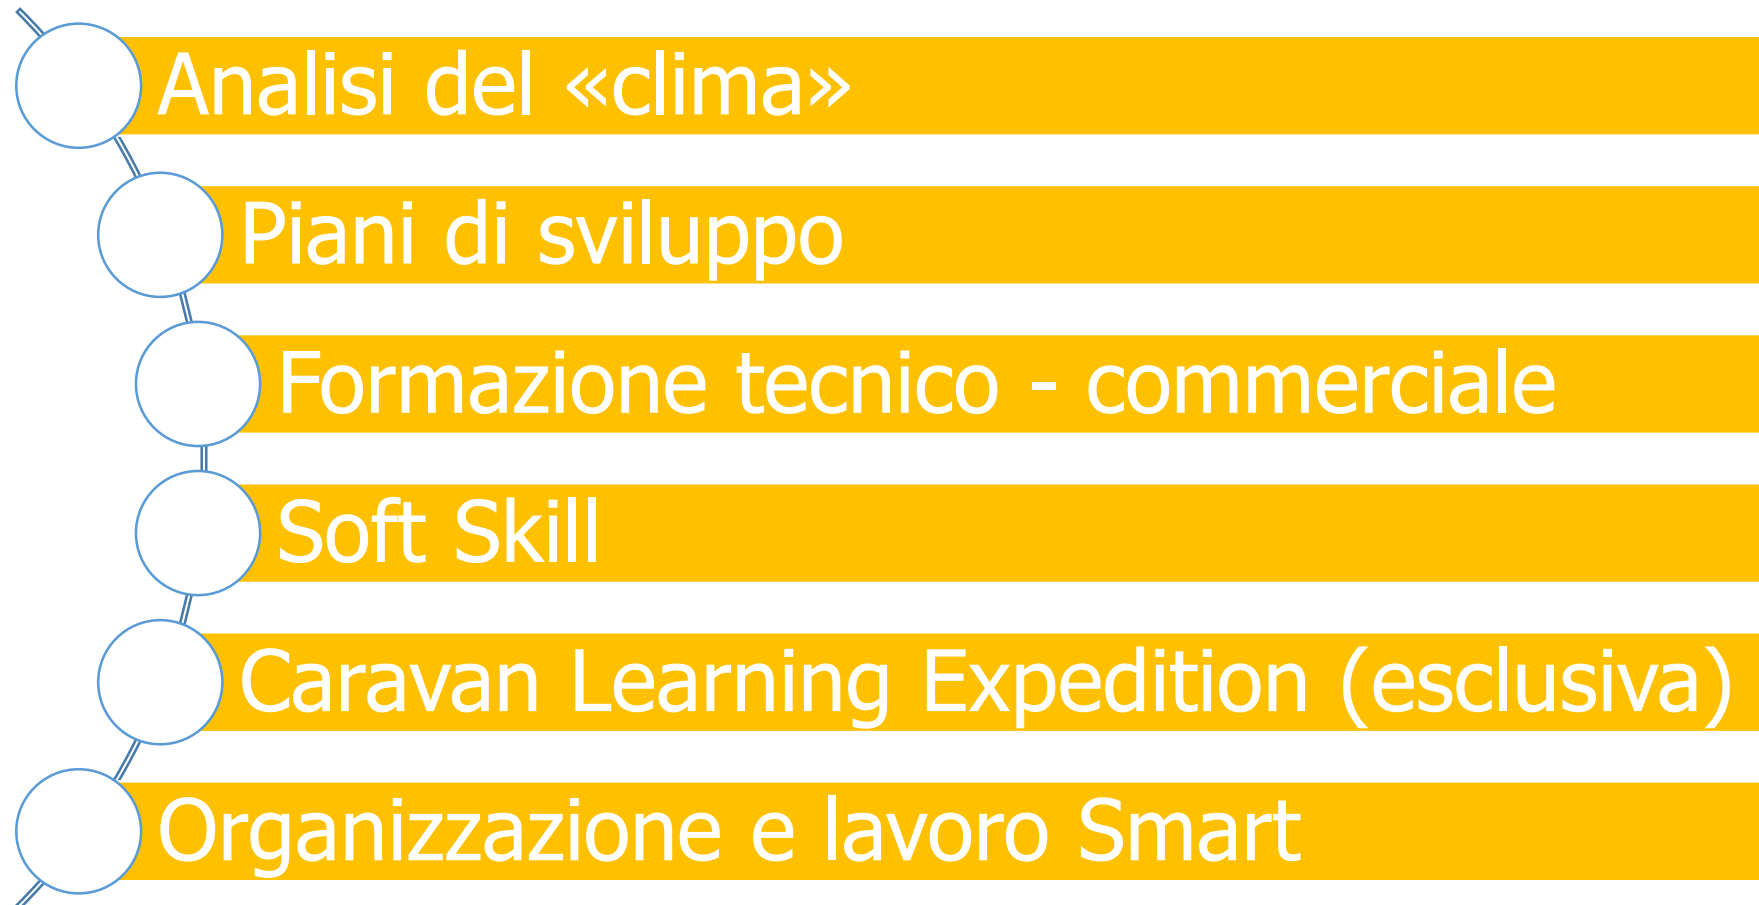 Analisi del «clima»
Piani di sviluppo
Formazione tecnico - commerciale
Soft Skill
Caravan Learning Expedition (esclusiva)
Organizzazione e lavoro Smart